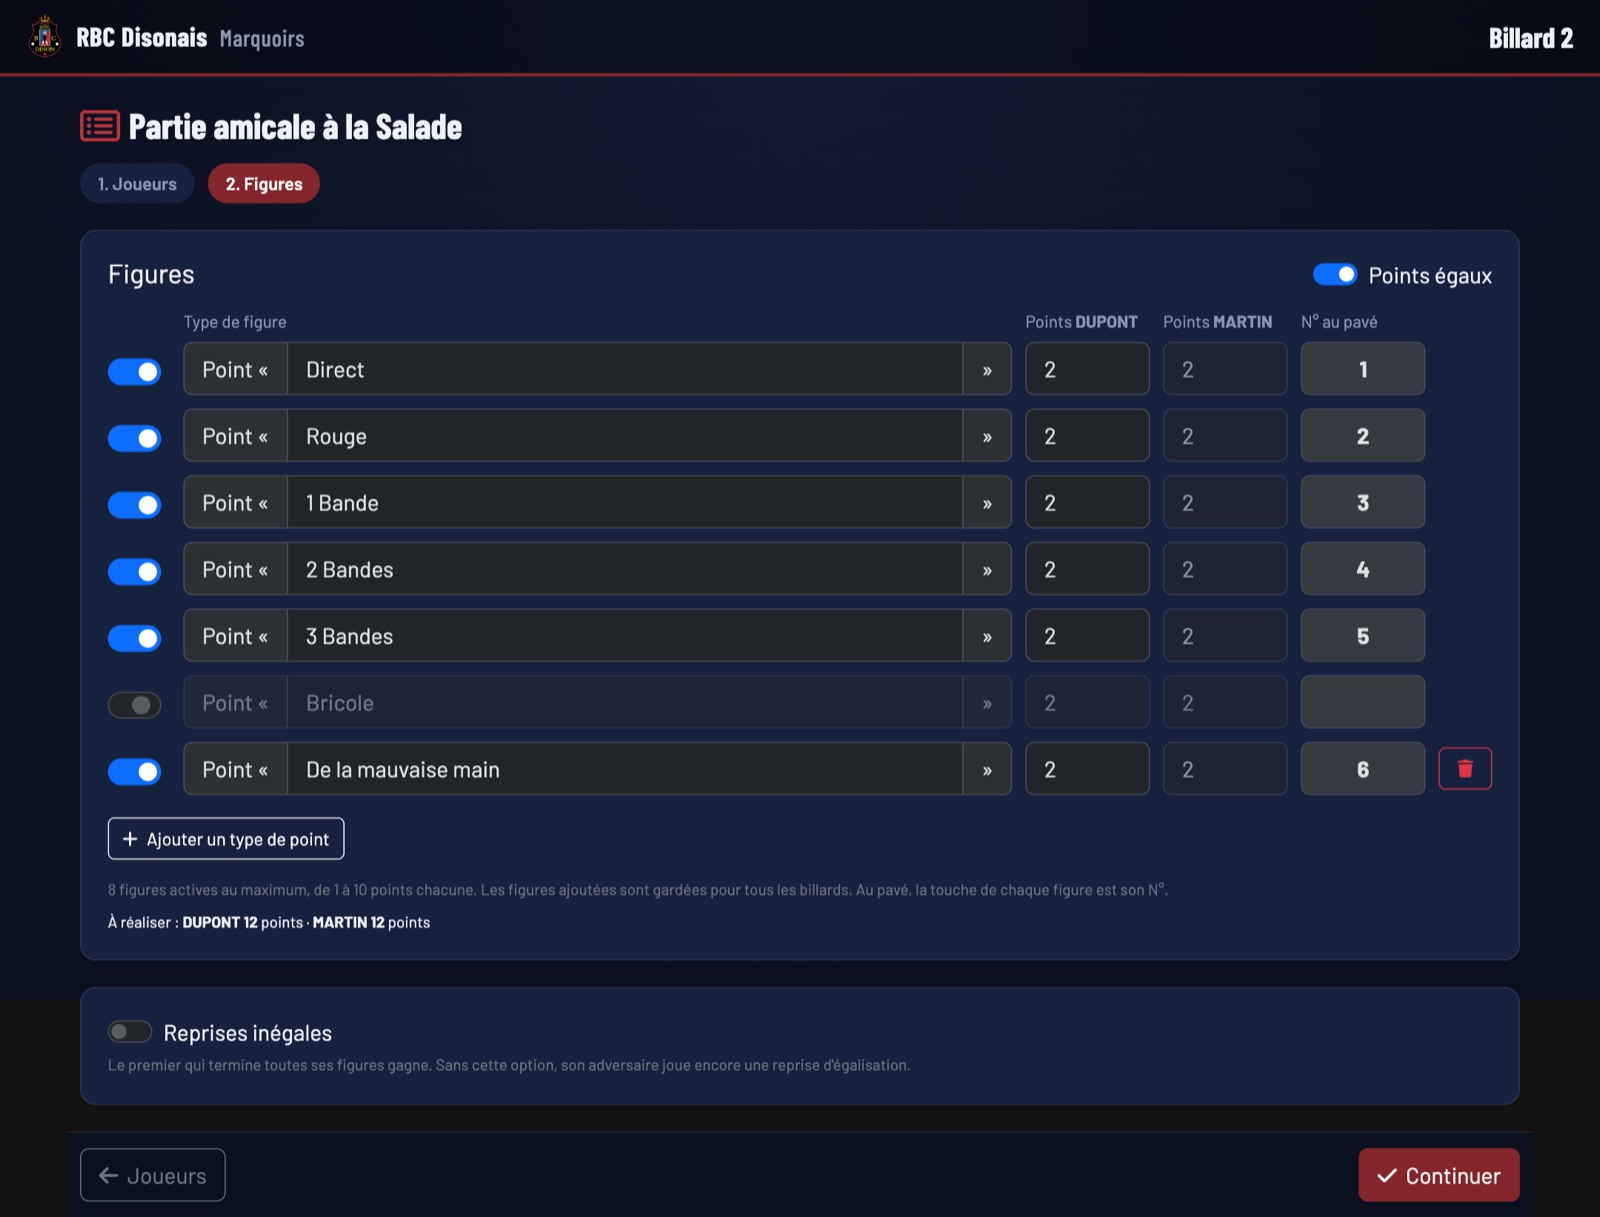 RBC Disonais Marquoirs
Billard 2
Partie amicale à la Salade
1. Joueurs
2. Figures
Figures
Points égaux
Type de figure Points DUPONT Points MARTIN N° au pavé
Point « Direct » 2 2 1
Point « Rouge » 2 2 2
Point « 1 Bande » 2 2 3
Point « 2 Bandes » 2 2 4
Point « 3 Bandes » 2 2 5
Point « Bricole » 2 2
Point « De la mauvaise main » 2 2 6
+ Ajouter un type de point
8 figures actives au maximum, de 1 à 10 points chacune. Les figures ajoutées sont gardées pour tous les billards. Au pavé, la touche de chaque figure est son N°.
À réaliser : DUPONT 12 points · MARTIN 12 points
Reprises inégales
Le premier qui termine toutes ses figures gagne. Sans cette option, son adversaire joue encore une reprise d'égalisation.
← Joueurs
Continuer